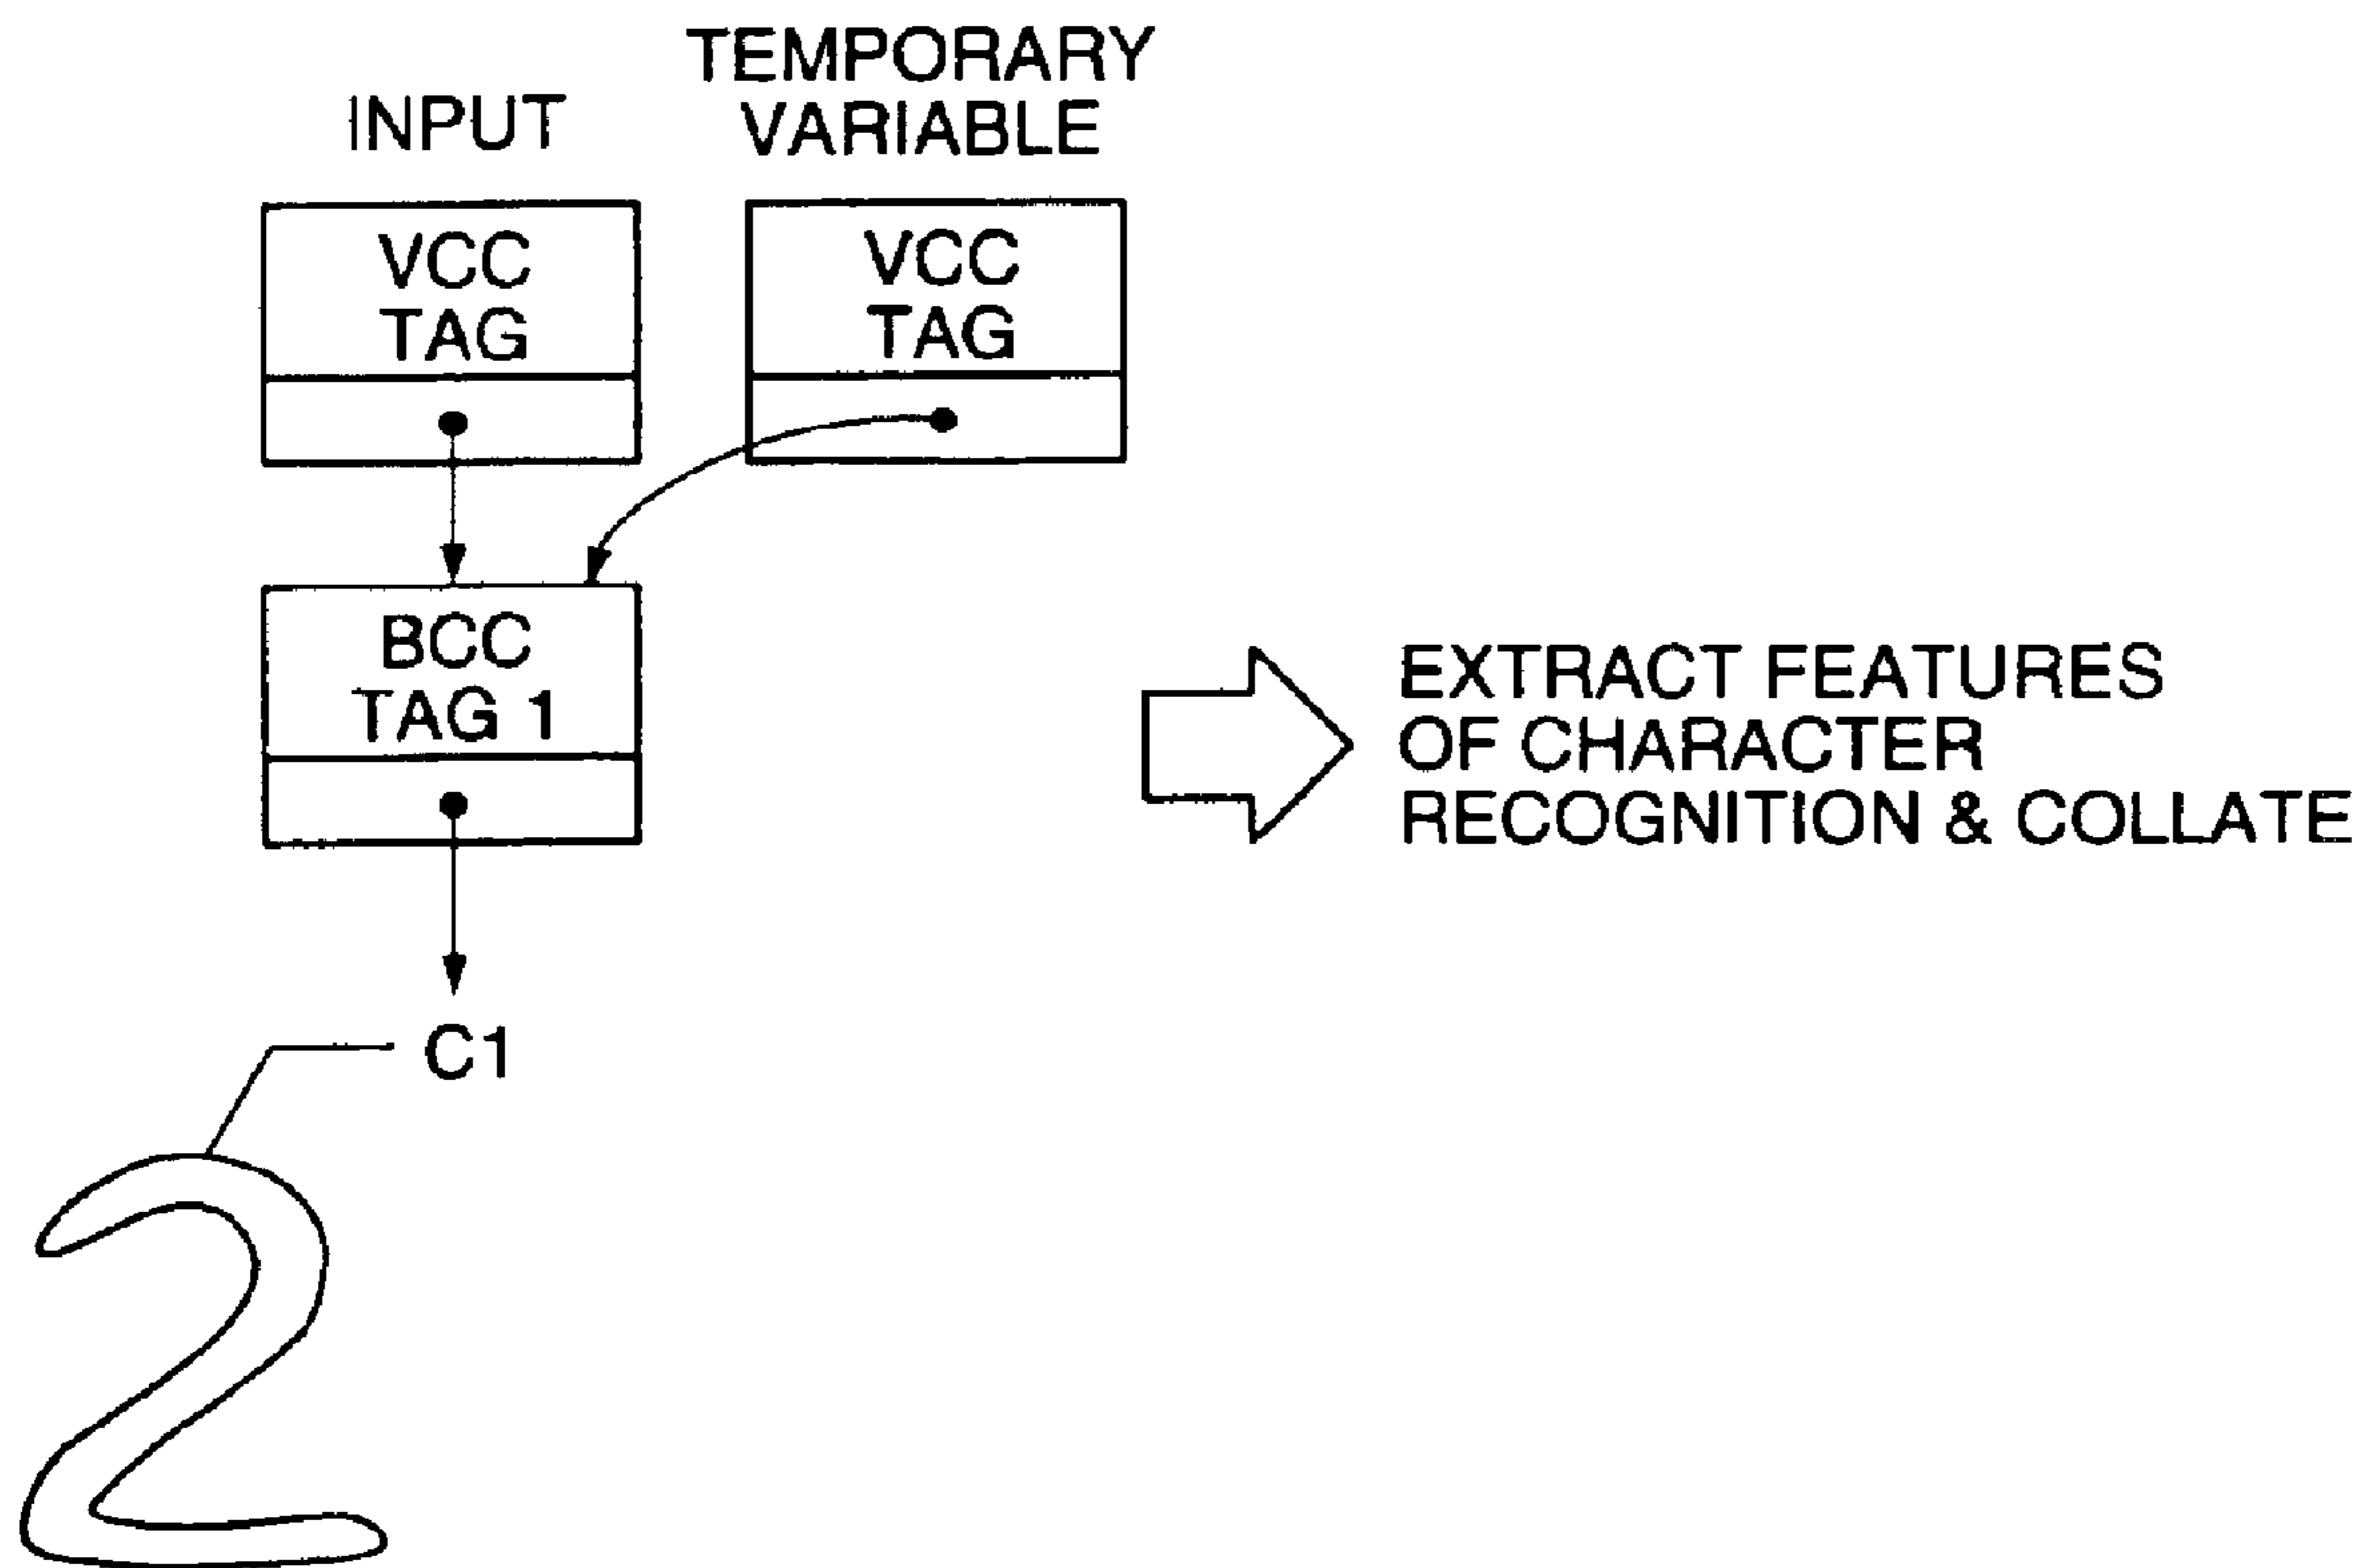 INPUT
TEMPORARY
VARIABLE
VCC
TAG
VCC
TAG
BCC
TAG 1
EXTRACT FEATURES
OF CHARACTER
RECOGNITION & COLLATE
C1
2